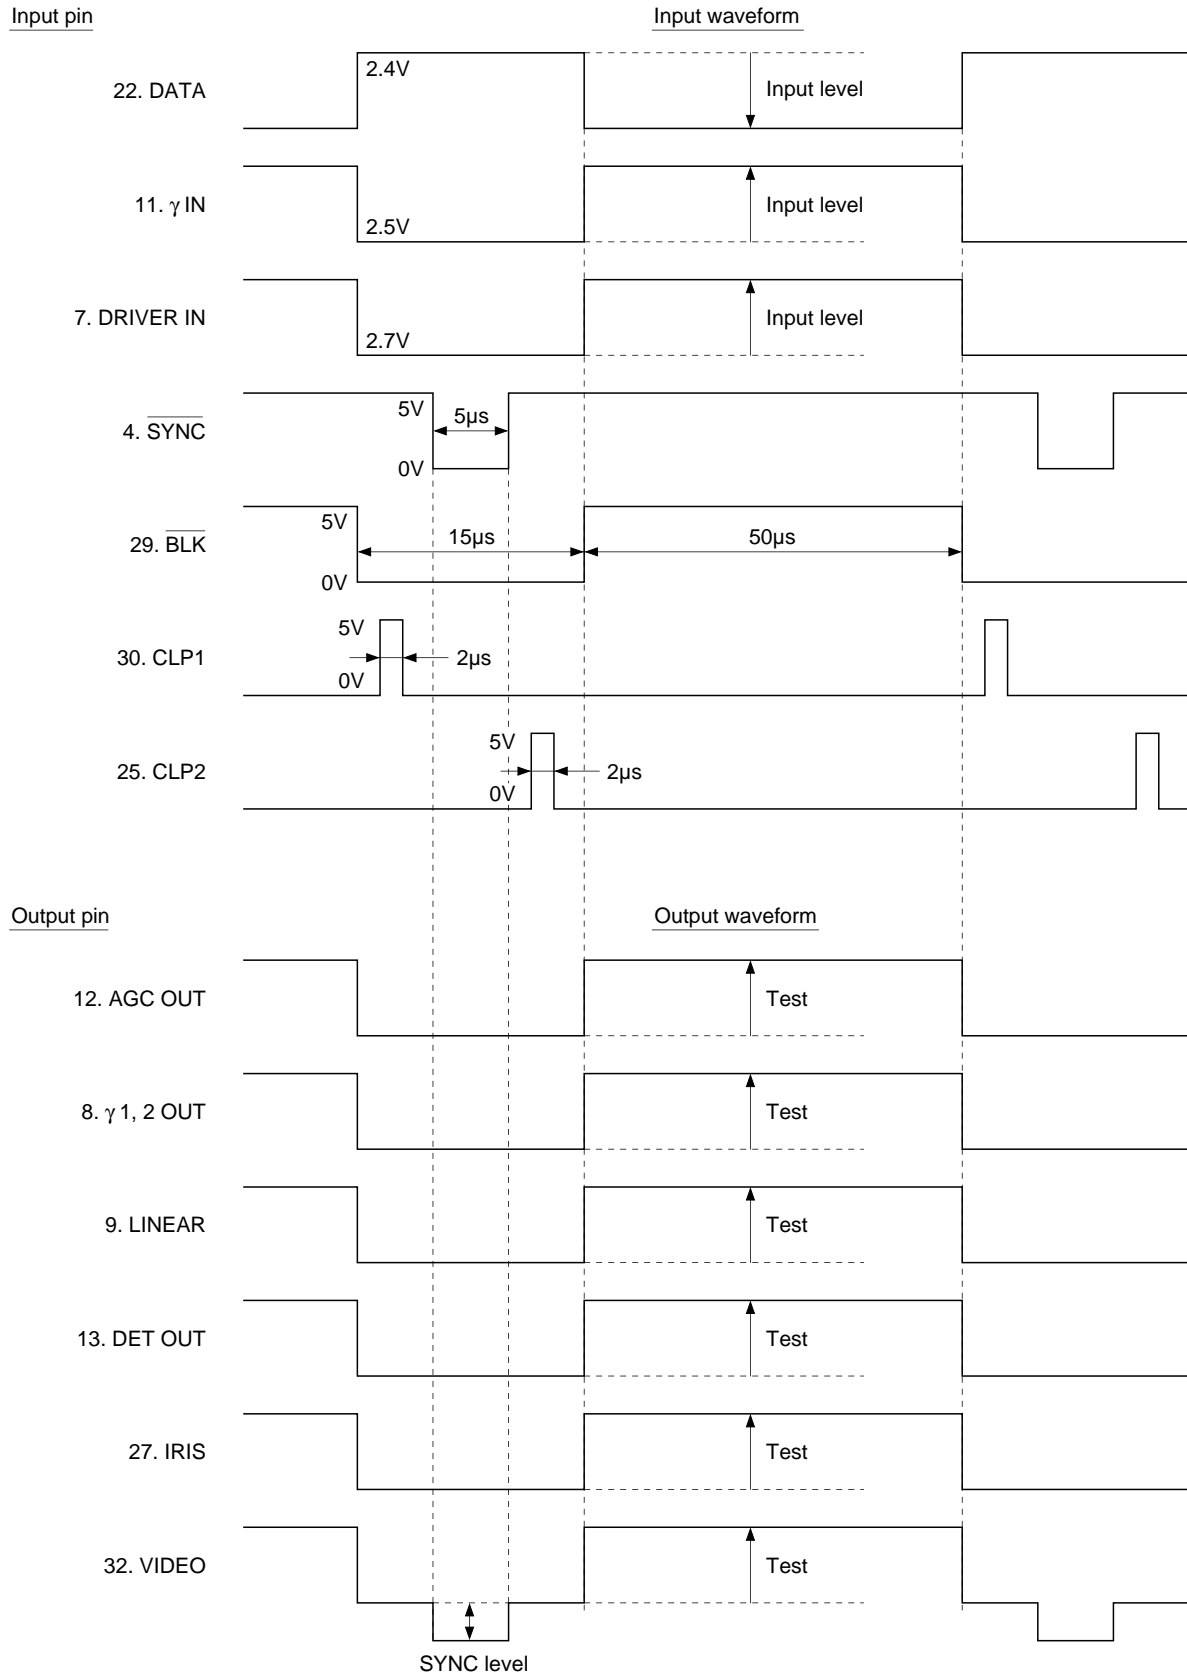 Input pin Input waveform
22. DATA 2.4V Input level
11. γ IN 2.5V Input level
7. DRIVER IN 2.7V Input level
4. SYNC 5V 5μs 0V
29. BLK 5V 15μs 50μs 0V
30. CLP1 5V 2μs 0V
25. CLP2 5V 2μs 0V
Output pin Output waveform
12. AGC OUT Test
8. γ 1, 2 OUT Test
9. LINEAR Test
13. DET OUT Test
27. IRIS Test
32. VIDEO Test
SYNC level